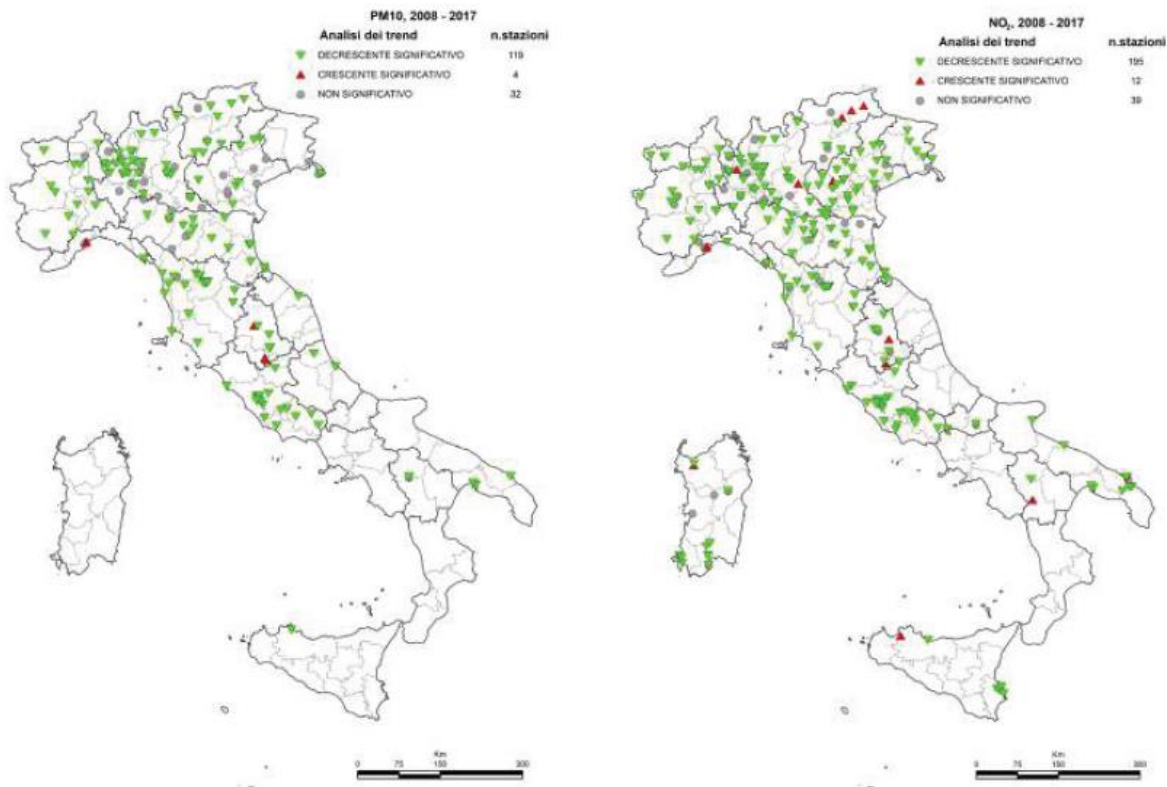 PM10, 2008 - 2017
Analisi dei trend n.stazioni
DECRESCENTE SIGNIFICATIVO 119
CRESCENTE SIGNIFICATIVO 4
NON SIGNIFICATIVO 32
Km
0 75 150 300
NO₂, 2008 - 2017
Analisi dei trend n.stazioni
DECRESCENTE SIGNIFICATIVO 195
CRESCENTE SIGNIFICATIVO 12
NON SIGNIFICATIVO 39
Km
0 75 150 300